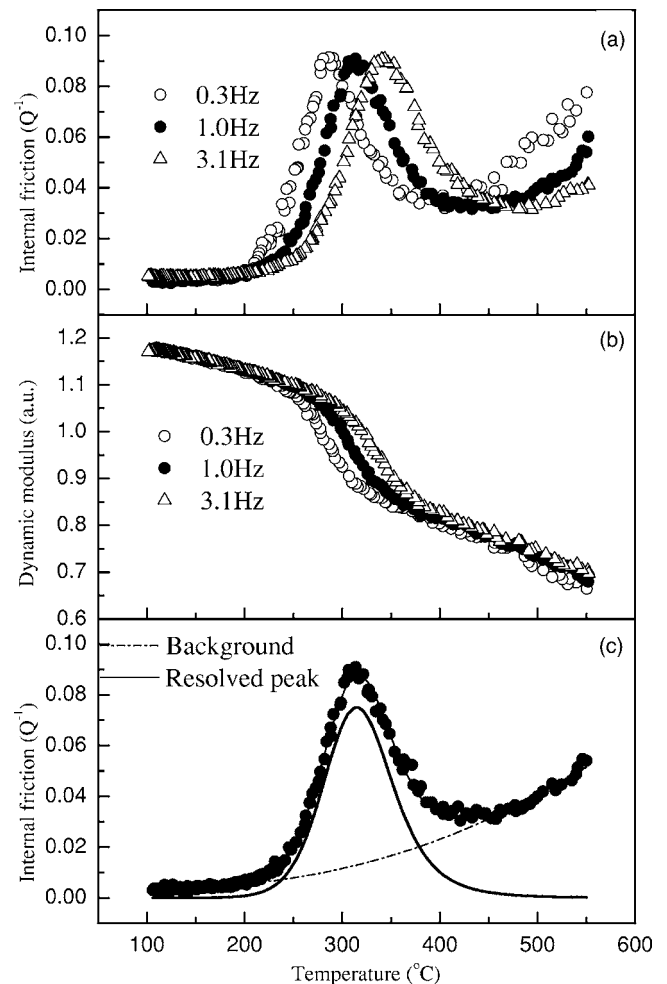 (a)
0.10
0.08
0.06
0.04
0.02
0.00
Internal friction (Q⁻¹)
0.3Hz
1.0Hz
3.1Hz
(b)
1.2
1.1
1.0
0.9
0.8
0.7
0.6
Dynamic modulus (a.u.)
0.3Hz
1.0Hz
3.1Hz
(c)
0.10
0.08
0.06
0.04
0.02
0.00
Internal friction (Q⁻¹)
Background
Resolved peak
100 200 300 400 500 600
Temperature (°C)